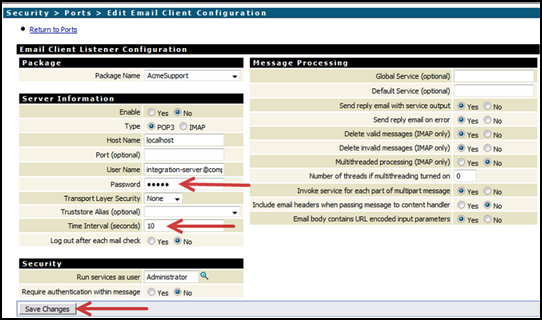 Security > Ports > Edit Email Client Configuration
Return to Ports
Email Client Listener Configuration
Package
Package Name AcmeSupport
Server Information
Enable Yes No
Type POP3 IMAP
Host Name localhost
Port (optional)
User Name integration-server@comp
Password •••••
Transport Layer Security None
Truststore Alias (optional)
Time Interval (seconds) 10
Log out after each mail check Yes No
Security
Run services as user Administrator
Require authentication within message Yes No
Save Changes
Message Processing
Global Service (optional)
Default Service (optional)
Send reply email with service output Yes No
Send reply email on error Yes No
Delete valid messages (IMAP only) Yes No
Delete invalid messages (IMAP only) Yes No
Multithreaded processing (IMAP only) Yes No
Number of threads if multithreading turned on 0
Invoke service for each part of multipart message Yes No
Include email headers when passing message to content handler Yes No
Email body contains URL encoded input parameters Yes No